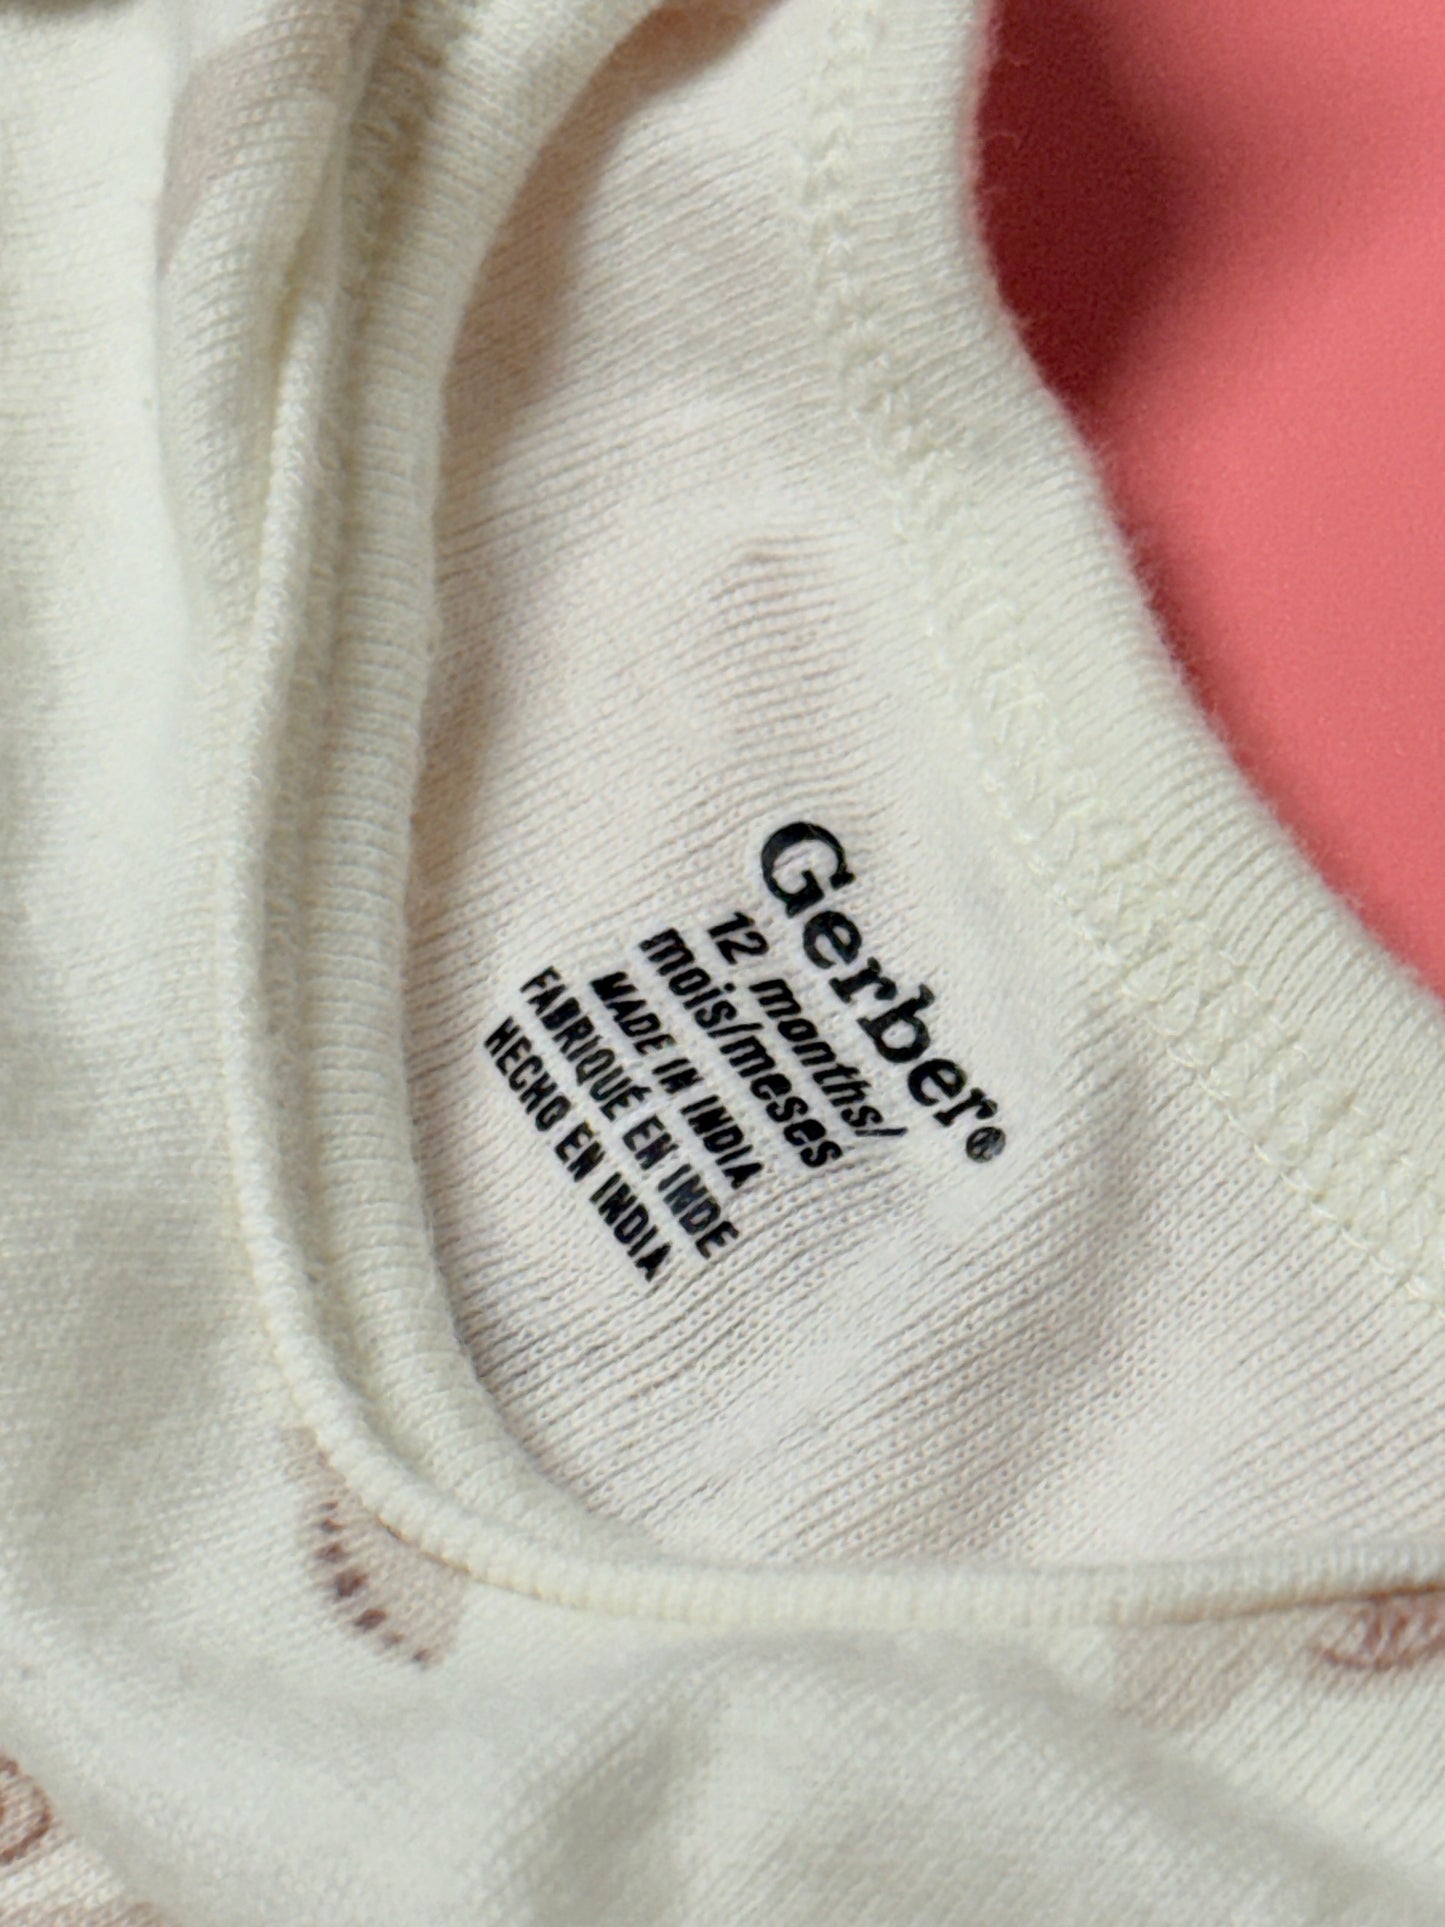 Gerber®
12 months/
mois/meses
MADE IN INDIA
FABRIQUÉ EN INDE
HECHO EN INDIA